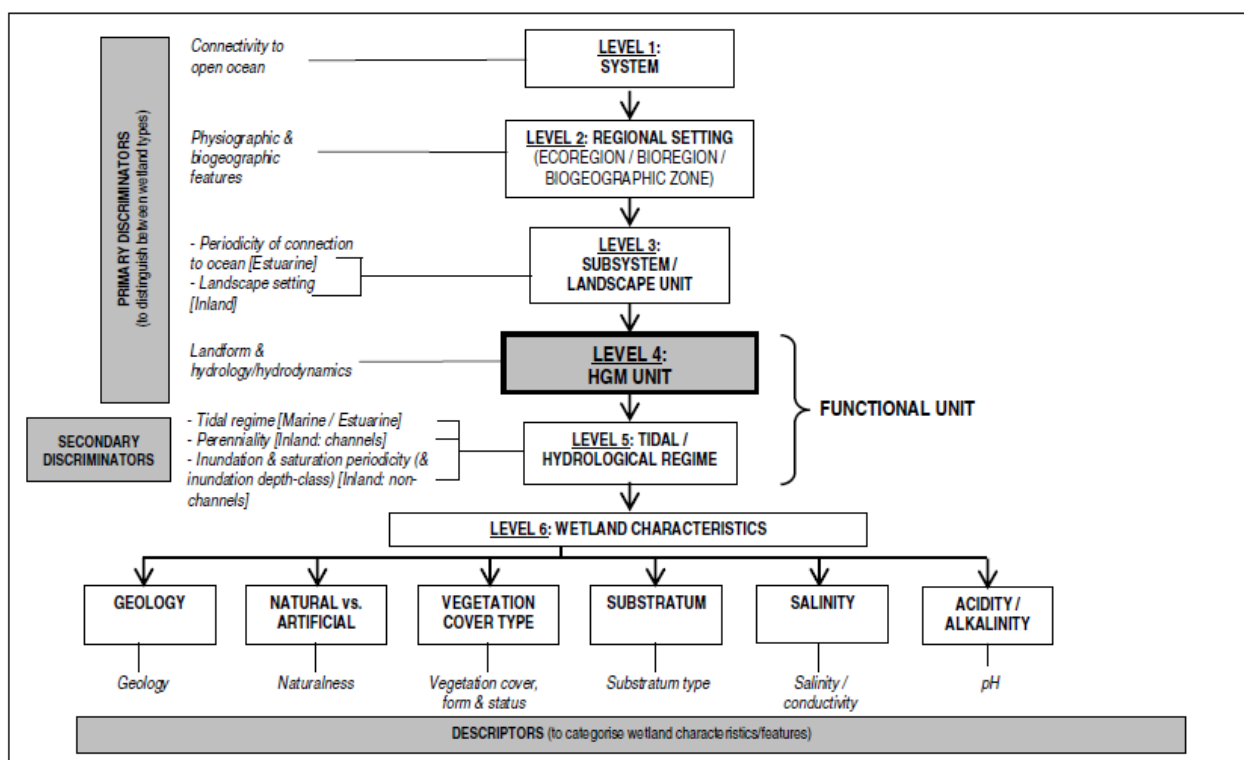 Connectivity to
open ocean
LEVEL 1:
SYSTEM
PRIMARY DISCRIMINATORS
(to distinguish between wetland types)
Physiographic &
biogeographic
features
LEVEL 2: REGIONAL SETTING
(ECOREGION / BIOREGION /
BIOGEOGRAPHIC ZONE)
- Periodicity of connection
to ocean [Estuarine]
- Landscape setting
[Inland]
LEVEL 3:
SUBSYSTEM /
LANDSCAPE UNIT
Landform &
hydrology/hydrodynamics
LEVEL 4:
HGM UNIT
FUNCTIONAL UNIT
SECONDARY
DISCRIMINATORS
- Tidal regime [Marine / Estuarine]
- Perenniality [Inland: channels]
- Inundation & saturation periodicity (&
inundation depth-class) [Inland: non-
channels]
LEVEL 5: TIDAL /
HYDROLOGICAL REGIME
LEVEL 6: WETLAND CHARACTERISTICS
GEOLOGY
NATURAL vs.
ARTIFICIAL
VEGETATION
COVER TYPE
SUBSTRATUM
SALINITY
ACIDITY /
ALKALINITY
Geology
Naturalness
Vegetation cover,
form & status
Substratum type
Salinity /
conductivity
pH
DESCRIPTORS (to categorise wetland characteristics/features)